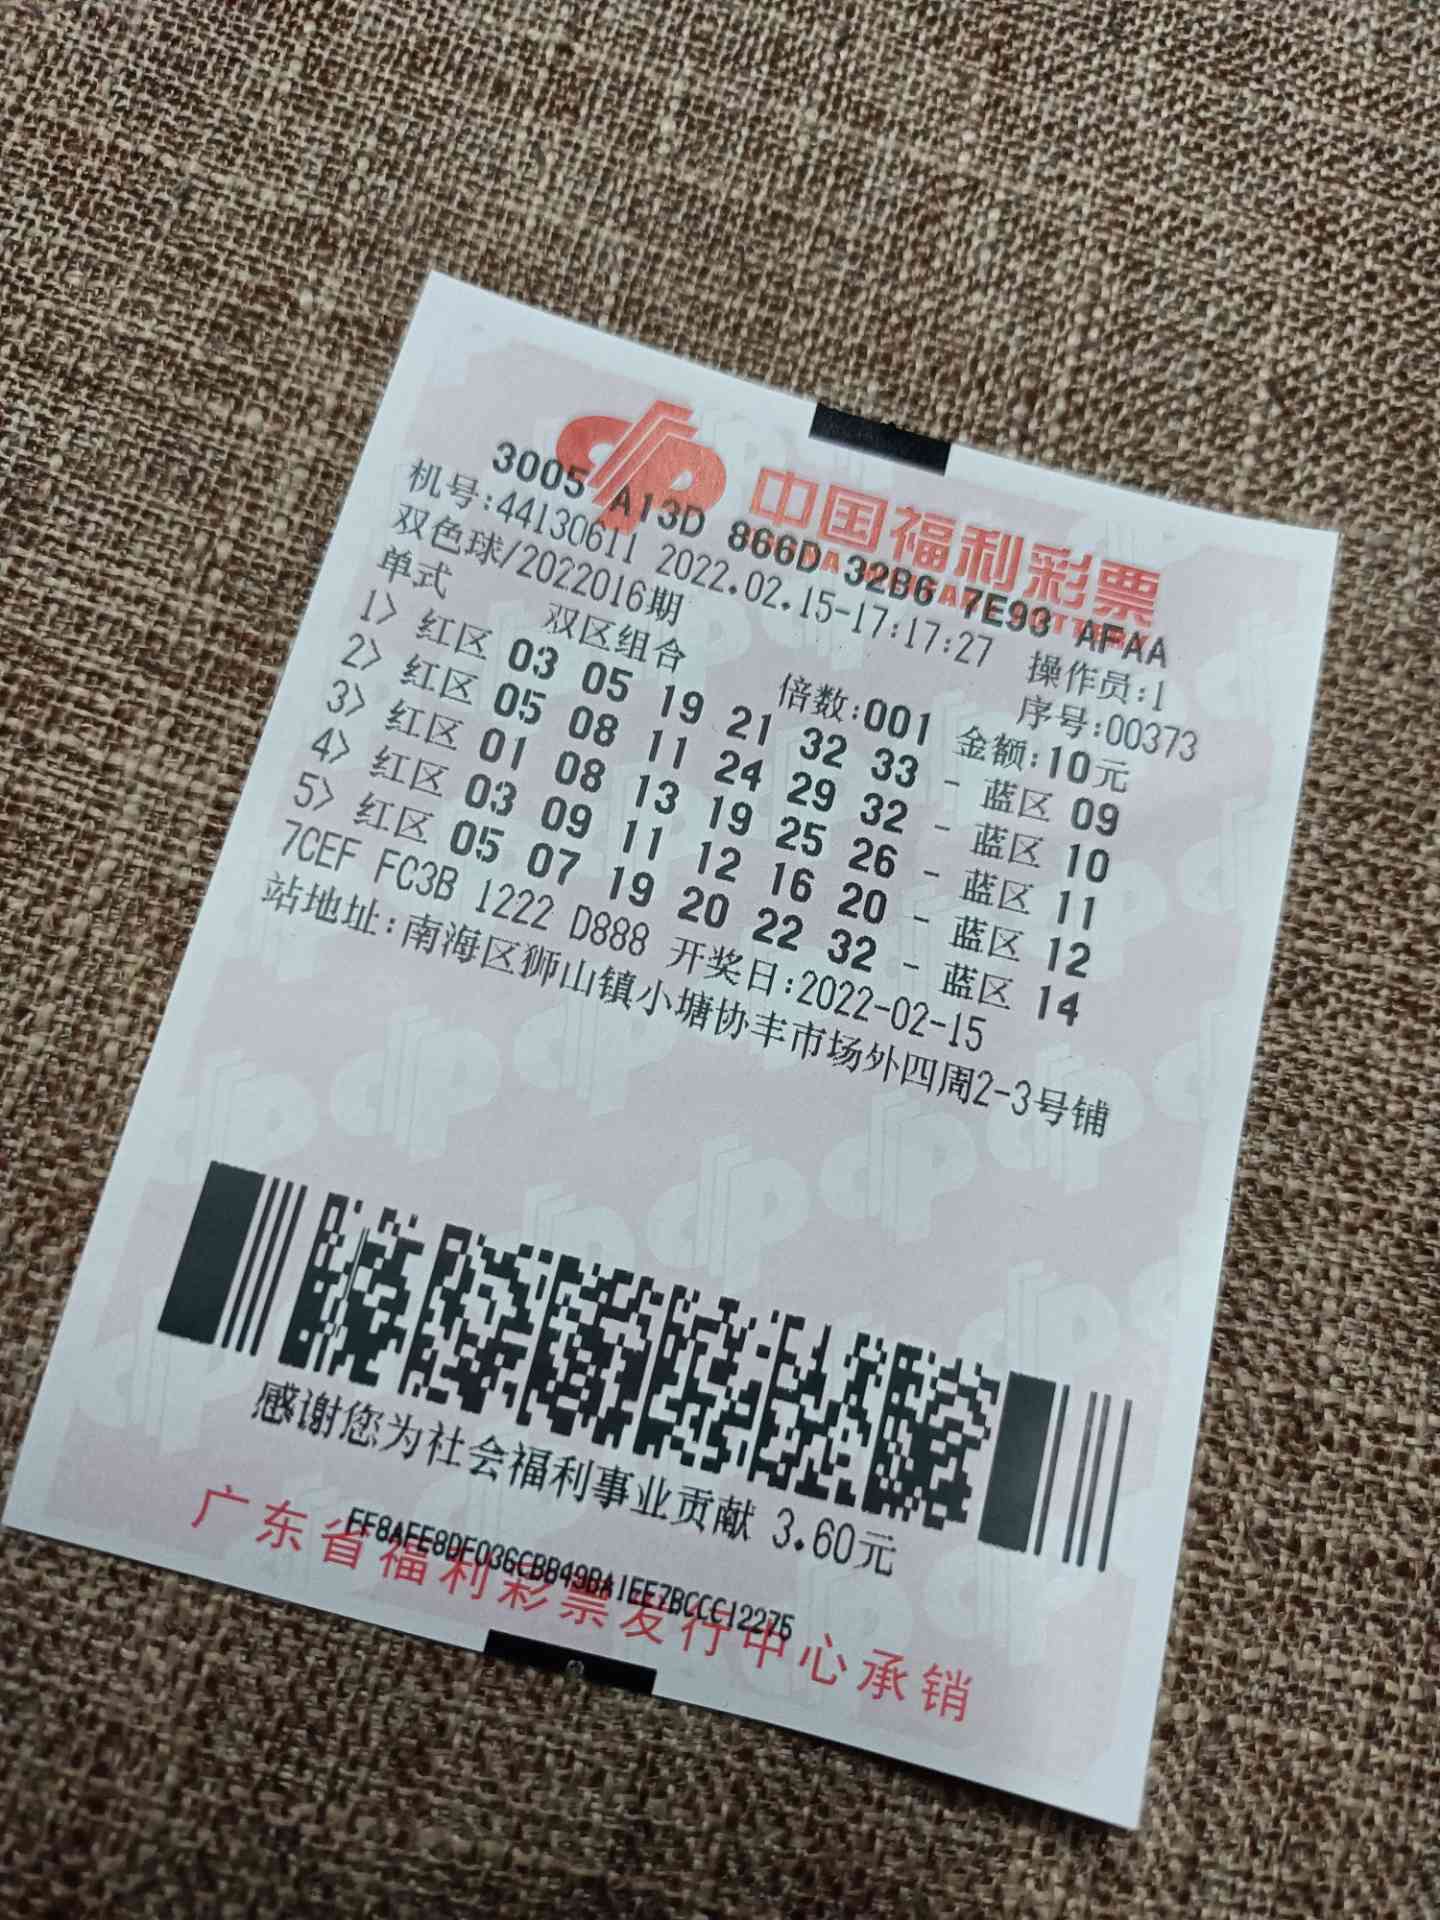 中国福利彩票
3005 A13D 866D 32B6 7E93 AFAA
机号:44130611 2022.02.15-17:17:27 操作员:1
双色球/2022016期 序号:00373
单式 双区组合 倍数:001 金额:10元
1> 红区 03 05 19 21 32 33 - 蓝区 09
2> 红区 05 08 11 24 29 32 - 蓝区 10
3> 红区 01 08 13 19 25 26 - 蓝区 11
4> 红区 03 09 11 12 16 20 - 蓝区 12
5> 红区 05 07 19 20 22 32 - 蓝区 14
7CEF FC3B 1222 D888 开奖日:2022-02-15
站地址:南海区狮山镇小塘协丰市场外四周2-3号铺
感谢您为社会福利事业贡献 3.60元
广东省福利彩票发行中心承销